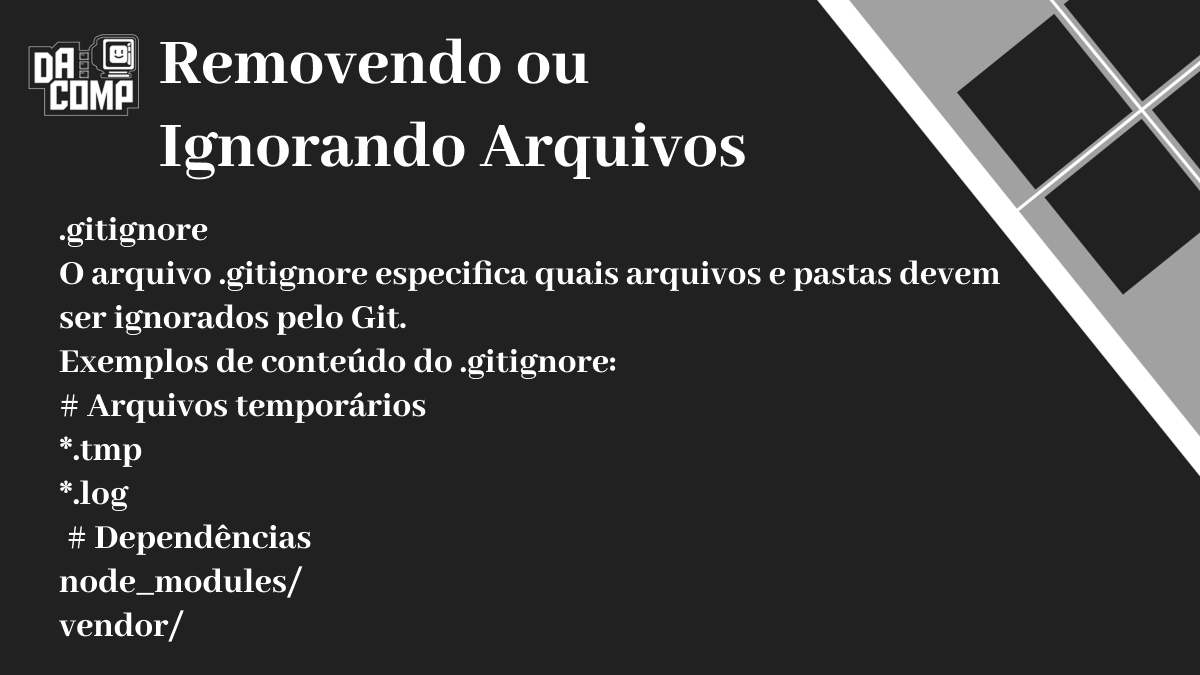 DA
COMP
Removendo ou
Ignorando Arquivos
.gitignore
O arquivo .gitignore especifica quais arquivos e pastas devem
ser ignorados pelo Git.
Exemplos de conteúdo do .gitignore:
# Arquivos temporários
*.tmp
*.log
# Dependências
node_modules/
vendor/